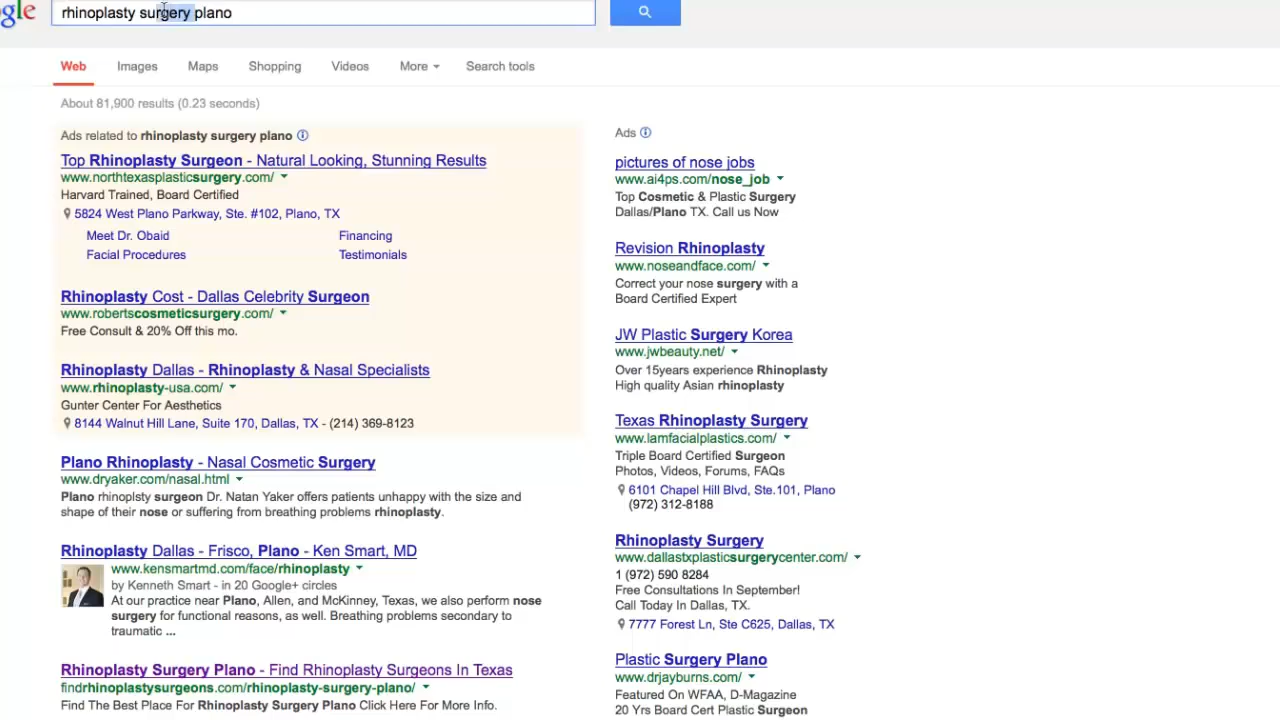 gle
rhinoplasty surgery plano
Web Images Maps Shopping Videos More Search tools
About 81,900 results (0.23 seconds)
Ads related to rhinoplasty surgery plano
Top Rhinoplasty Surgeon - Natural Looking, Stunning Results
www.northtexasplasticsurgery.com/
Harvard Trained, Board Certified
5824 West Plano Parkway, Ste. #102, Plano, TX
Meet Dr. Obaid Financing
Facial Procedures Testimonials
Rhinoplasty Cost - Dallas Celebrity Surgeon
www.robertscosmeticsurgery.com/
Free Consult & 20% Off this mo.
Rhinoplasty Dallas - Rhinoplasty & Nasal Specialists
www.rhinoplasty-usa.com/
Gunter Center For Aesthetics
8144 Walnut Hill Lane, Suite 170, Dallas, TX - (214) 369-8123
Plano Rhinoplasty - Nasal Cosmetic Surgery
www.dryaker.com/nasal.html
Plano rhinoplsty surgeon Dr. Natan Yaker offers patients unhappy with the size and
shape of their nose or suffering from breathing problems rhinoplasty.
Rhinoplasty Dallas - Frisco, Plano - Ken Smart, MD
www.kensmartmd.com/face/rhinoplasty
by Kenneth Smart - in 20 Google+ circles
At our practice near Plano, Allen, and McKinney, Texas, we also perform nose
surgery for functional reasons, as well. Breathing problems secondary to
traumatic ...
Rhinoplasty Surgery Plano - Find Rhinoplasty Surgeons In Texas
findrhinoplastysurgeons.com/rhinoplasty-surgery-plano/
Find The Best Place For Rhinoplasty Surgery Plano Click Here For More Info.
Ads
pictures of nose jobs
www.ai4ps.com/nose_job
Top Cosmetic & Plastic Surgery
Dallas/Plano TX. Call us Now
Revision Rhinoplasty
www.noseandface.com/
Correct your nose surgery with a
Board Certified Expert
JW Plastic Surgery Korea
www.jwbeauty.net/
Over 15years experience Rhinoplasty
High quality Asian rhinoplasty
Texas Rhinoplasty Surgery
www.lamfacialplastics.com/
Triple Board Certified Surgeon
Photos, Videos, Forums, FAQs
6101 Chapel Hill Blvd, Ste.101, Plano
(972) 312-8188
Rhinoplasty Surgery
www.dallastxplasticsurgerycenter.com/
1 (972) 590 8284
Free Consultations In September!
Call Today In Dallas, TX.
7777 Forest Ln, Ste C625, Dallas, TX
Plastic Surgery Plano
www.drjayburns.com/
Featured On WFAA, D-Magazine
20 Yrs Board Cert Plastic Surgeon